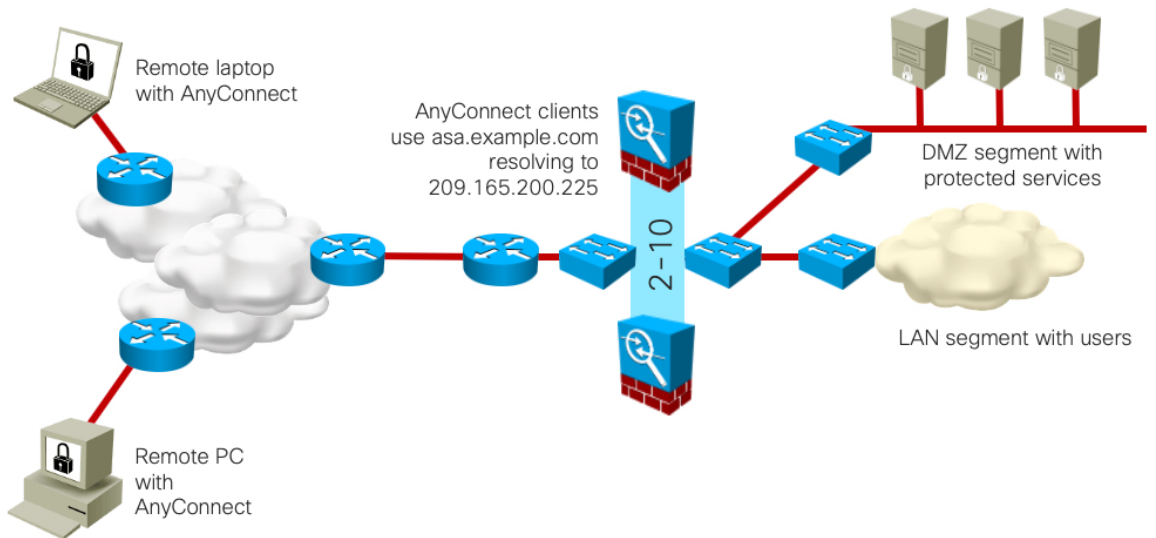 Remote laptop
with AnyConnect
AnyConnect clients
use asa.example.com
resolving to
209.165.200.225
2-10
DMZ segment with
protected services
LAN segment with users
Remote PC
with
AnyConnect